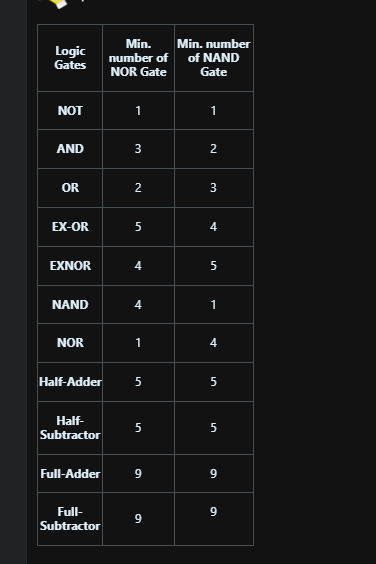 Logic Gates | Min. number of NOR Gate | Min. number of NAND Gate
NOT 1 1
AND 3 2
OR 2 3
EX-OR 5 4
EXNOR 4 5
NAND 4 1
NOR 1 4
Half-Adder 5 5
Half-Subtractor 5 5
Full-Adder 9 9
Full-Subtractor 9 9